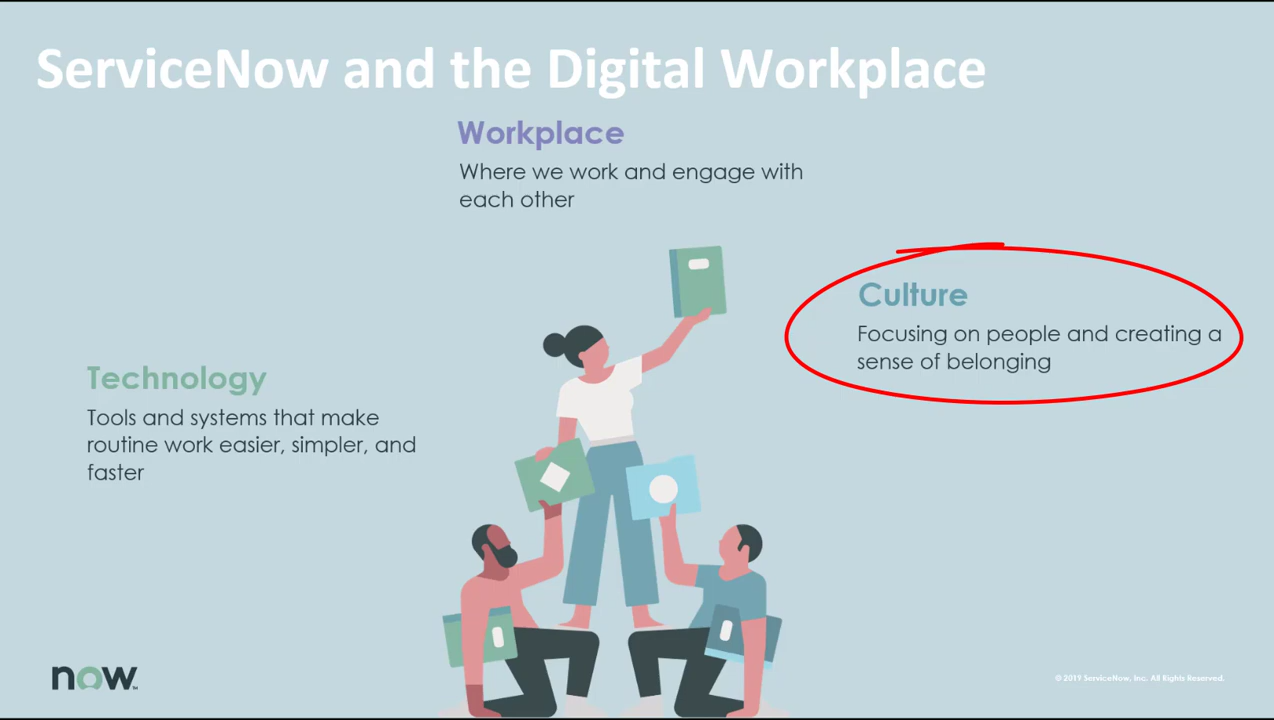 ServiceNow and the Digital Workplace
Workplace
Where we work and engage with
each other
Culture
Focusing on people and creating a
sense of belonging
Technology
Tools and systems that make
routine work easier, simpler, and
faster
now
© 2019 ServiceNow, Inc. All Rights Reserved.